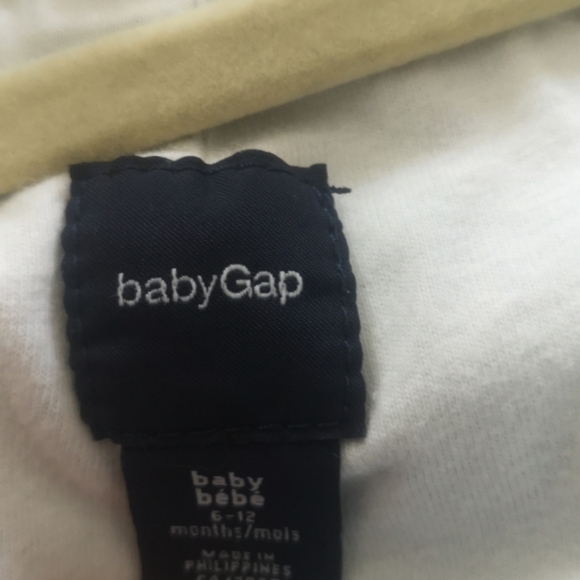 babyGap
baby
bébé
6-12
months/mois
MADE IN
PHILIPPINES